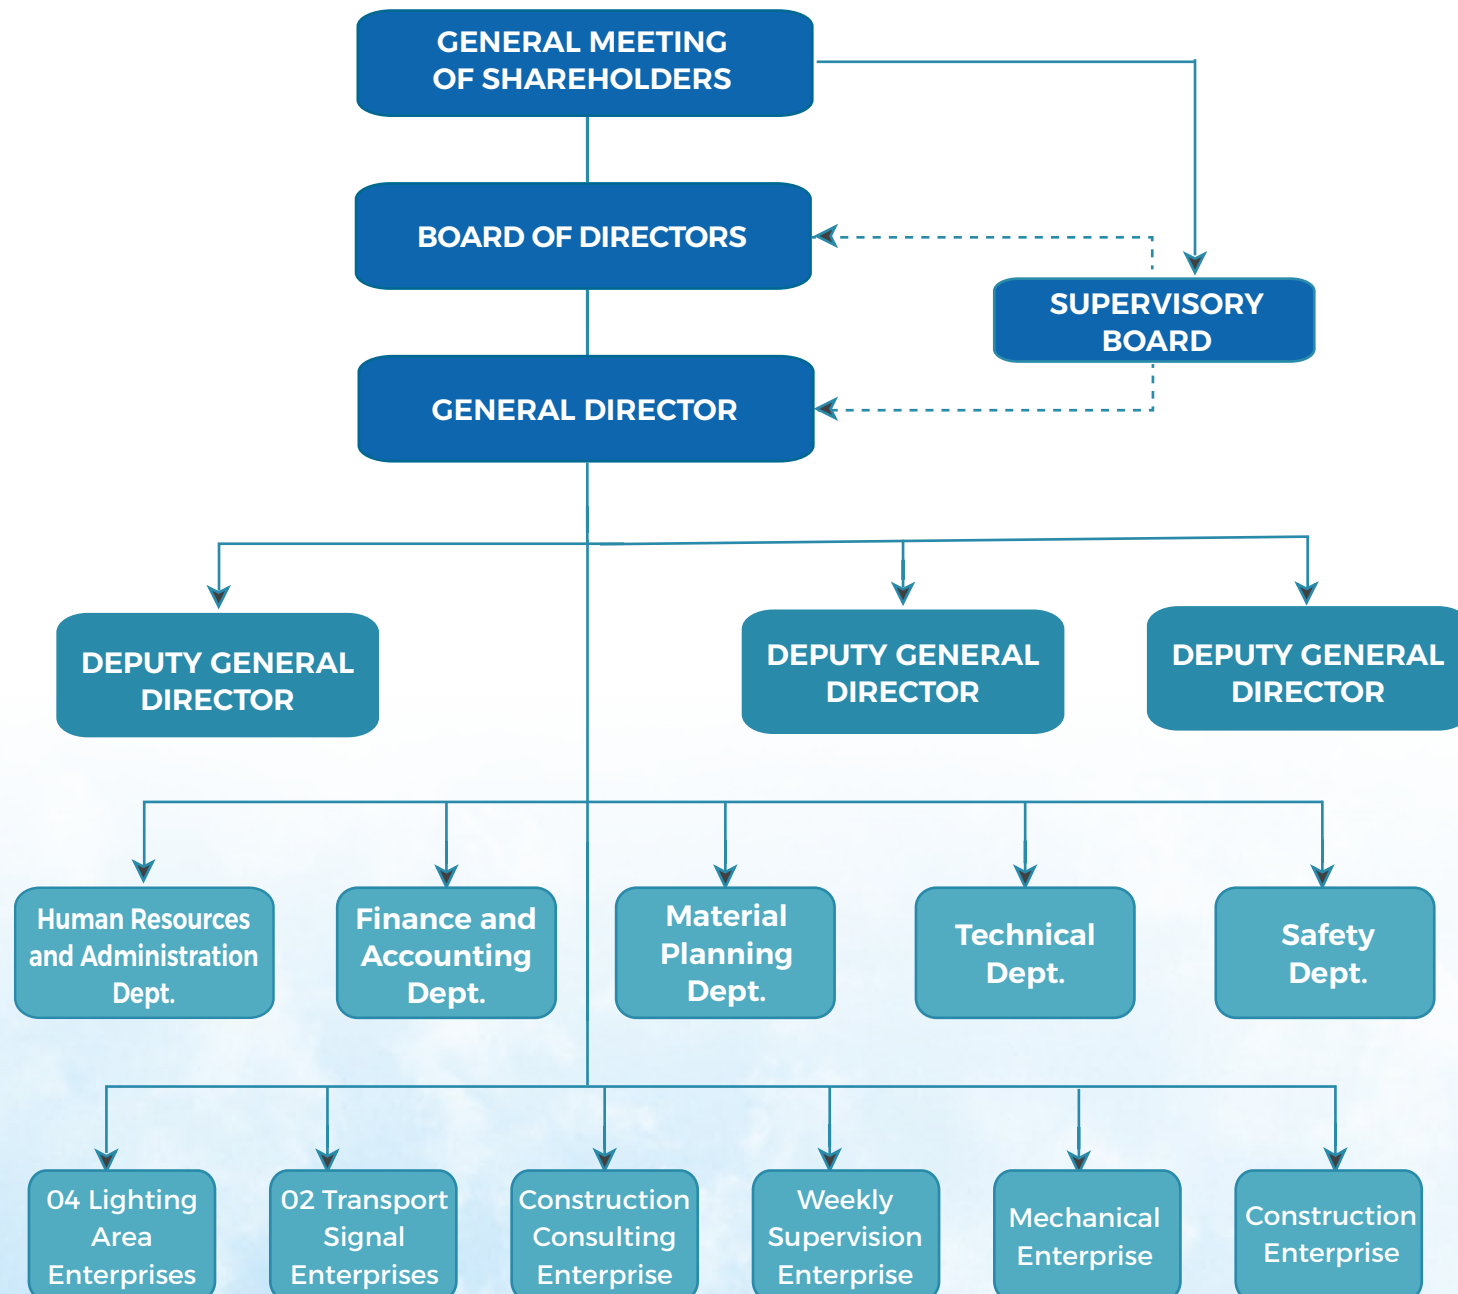 GENERAL MEETING
OF SHAREHOLDERS
BOARD OF DIRECTORS
SUPERVISORY
BOARD
GENERAL DIRECTOR
DEPUTY GENERAL
DIRECTOR
DEPUTY GENERAL
DIRECTOR
DEPUTY GENERAL
DIRECTOR
Human Resources
and Administration
Dept.
Finance and
Accounting
Dept.
Material
Planning
Dept.
Technical
Dept.
Safety
Dept.
04 Lighting
Area
Enterprises
02 Transport
Signal
Enterprises
Construction
Consulting
Enterprise
Weekly
Supervision
Enterprise
Mechanical
Enterprise
Construction
Enterprise